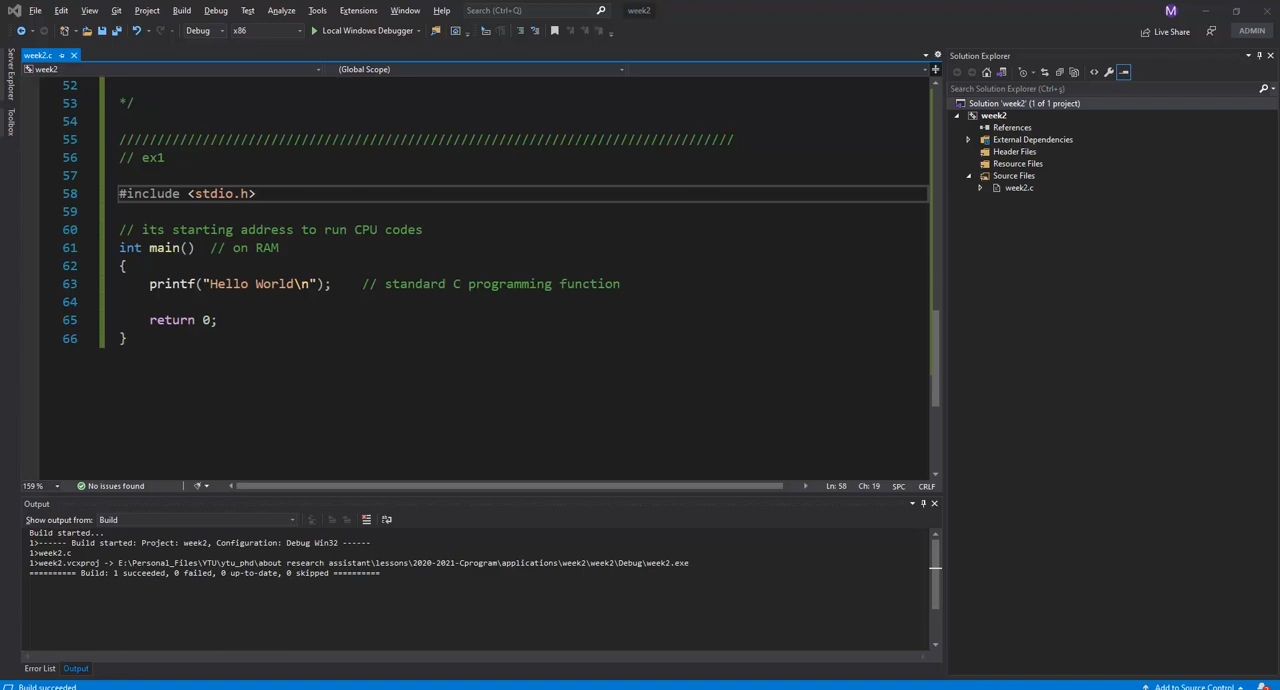 File Edit View Git Project Build Debug Test Analyze Tools Extensions Window Help Search (Ctrl+Q) week2 M
Debug x86 Local Windows Debugger Live Share ADMIN
Server Explorer
Toolbox
week2.c
week2 (Global Scope)
52
53 */
54
55 //////////////////////////////////////////////////////////////////////////////////
56 // ex1
57
58 #include <stdio.h>
59
60 // its starting address to run CPU codes
61 int main() // on RAM
62 {
63 printf("Hello World\n"); // standard C programming function
64
65 return 0;
66 }
159 % No issues found Ln: 58 Ch: 19 SPC CRLF
Output
Show output from: Build
Build started...
1>------ Build started: Project: week2, Configuration: Debug Win32 ------
1>week2.c
1>week2.vcxproj -> E:\Personal_Files\YTU\ytu_phd\about research assistant\lessons\2020-2021-Cprogram\applications\week2\week2\Debug\week2.exe
========== Build: 1 succeeded, 0 failed, 0 up-to-date, 0 skipped ==========
Error List Output
Build succeeded Add to Source Control
Solution Explorer
Search Solution Explorer (Ctrl+ş)
Solution 'week2' (1 of 1 project)
week2
References
External Dependencies
Header Files
Resource Files
Source Files
week2.c